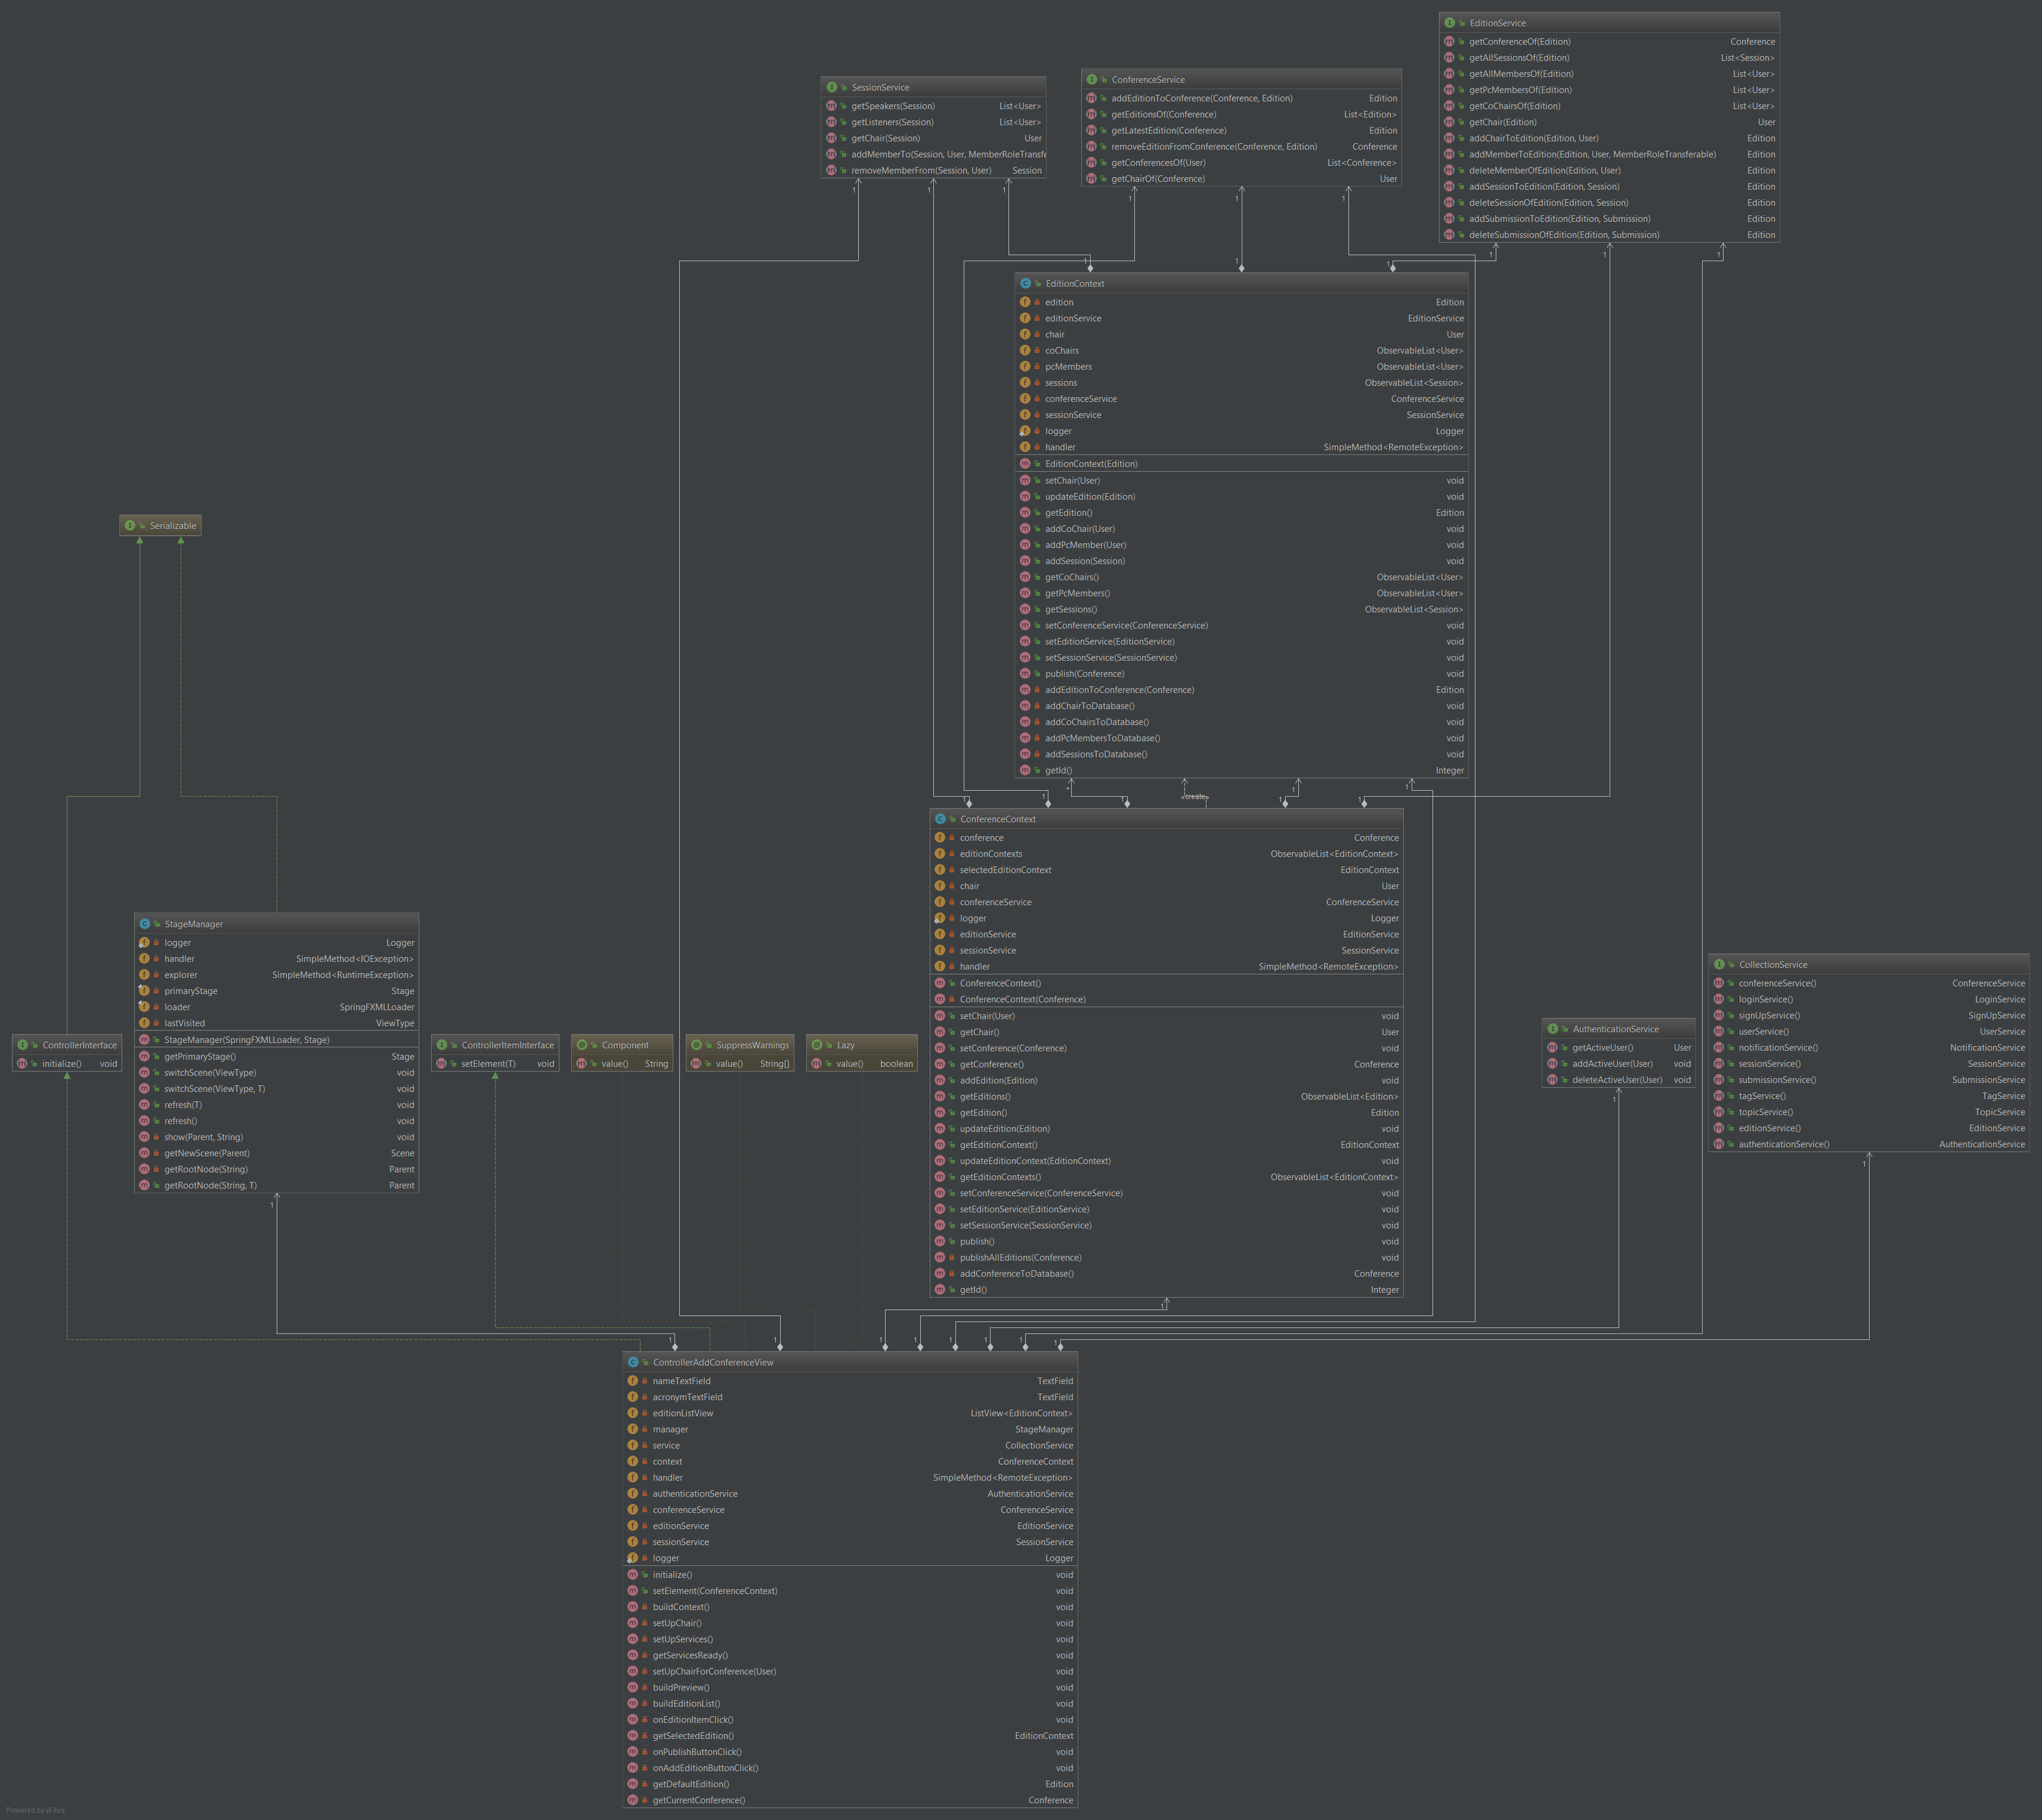 EditionService
getConferenceOf(Edition) Conference
getAllSessionsOf(Edition) List<Session>
getAllMembersOf(Edition) List<User>
getPcMembersOf(Edition) List<User>
getCoChairsOf(Edition) List<User>
getChair(Edition) User
addChairToEdition(Edition, User) Edition
addMemberToEdition(Edition, User, MemberRoleTransferable) Edition
deleteMemberOfEdition(Edition, User) Edition
addSessionToEdition(Edition, Session) Edition
deleteSessionOfEdition(Edition, Session) Edition
addSubmissionToEdition(Edition, Submission) Edition
deleteSubmissionOfEdition(Edition, Submission) Edition
ConferenceService
addEditionToConference(Conference, Edition) Edition
getEditionsOf(Conference) List<Edition>
getLatestEdition(Conference) Edition
removeEditionFromConference(Conference, Edition) Conference
getConferencesOf(User) List<Conference>
getChairOf(Conference) User
SessionService
getSpeakers(Session) List<User>
getListeners(Session) List<User>
getChair(Session) User
addMemberTo(Session, User, MemberRoleTransfe
removeMemberFrom(Session, User) Session
EditionContext
edition Edition
editionService EditionService
chair User
coChairs ObservableList<User>
pcMembers ObservableList<User>
sessions ObservableList<Session>
conferenceService ConferenceService
sessionService SessionService
logger Logger
handler SimpleMethod<RemoteException>
EditionContext(Edition)
setChair(User) void
updateEdition(Edition) void
getEdition() Edition
addCoChair(User) void
addPcMember(User) void
addSession(Session) void
getCoChairs() ObservableList<User>
getPcMembers() ObservableList<User>
getSessions() ObservableList<Session>
setConferenceService(ConferenceService) void
setEditionService(EditionService) void
setSessionService(SessionService) void
publish(Conference) void
addEditionToConference(Conference) Edition
addChairToDatabase() void
addCoChairsToDatabase() void
addPcMembersToDatabase() void
addSessionsToDatabase() void
getId() Integer
Serializable
«create»
ConferenceContext
conference Conference
editionContexts ObservableList<EditionContext>
selectedEditionContext EditionContext
chair User
conferenceService ConferenceService
logger Logger
editionService EditionService
sessionService SessionService
handler SimpleMethod<RemoteException>
ConferenceContext()
ConferenceContext(Conference)
setChair(User) void
getChair() User
setConference(Conference) void
getConference() Conference
addEdition(Edition) void
getEditions() ObservableList<Edition>
getEdition() Edition
updateEdition(Edition) void
getEditionContext() EditionContext
updateEditionContext(EditionContext) void
getEditionContexts() ObservableList<EditionContext>
setConferenceService(ConferenceService) void
setEditionService(EditionService) void
setSessionService(SessionService) void
publish() void
publishAllEditions(Conference) void
addConferenceToDatabase() Conference
getId() Integer
StageManager
logger Logger
handler SimpleMethod<IOException>
explorer SimpleMethod<RuntimeException>
primaryStage Stage
loader SpringFXMLLoader
lastVisited ViewType
StageManager(SpringFXMLLoader, Stage)
getPrimaryStage() Stage
switchScene(ViewType) void
switchScene(ViewType, T) void
refresh(T) void
refresh() void
show(Parent, String) void
getNewScene(Parent) Scene
getRootNode(String) Parent
getRootNode(String, T) Parent
ControllerInterface
initialize() void
ControllerItemInterface
setElement(T) void
Component
value() String
SuppressWarnings
value() String[]
Lazy
value() boolean
AuthenticationService
getActiveUser() User
addActiveUser(User) void
deleteActiveUser(User) void
CollectionService
conferenceService() ConferenceService
loginService() LoginService
signUpService() SignUpService
userService() UserService
notificationService() NotificationService
sessionService() SessionService
submissionService() SubmissionService
tagService() TagService
topicService() TopicService
editionService() EditionService
authenticationService() AuthenticationService
ControllerAddConferenceView
nameTextField TextField
acronymTextField TextField
editionListView ListView<EditionContext>
manager StageManager
service CollectionService
context ConferenceContext
handler SimpleMethod<RemoteException>
authenticationService AuthenticationService
conferenceService ConferenceService
editionService EditionService
sessionService SessionService
logger Logger
initialize() void
setElement(ConferenceContext) void
buildContext() void
setUpChair() void
setUpServices() void
getServicesReady() void
setUpChairForConference(User) void
buildPreview() void
buildEditionList() void
onEditionItemClick() void
getSelectedEdition() EditionContext
onPublishButtonClick() void
onAddEditionButtonClick() void
getDefaultEdition() Edition
getCurrentConference() Conference
Powered by yFiles